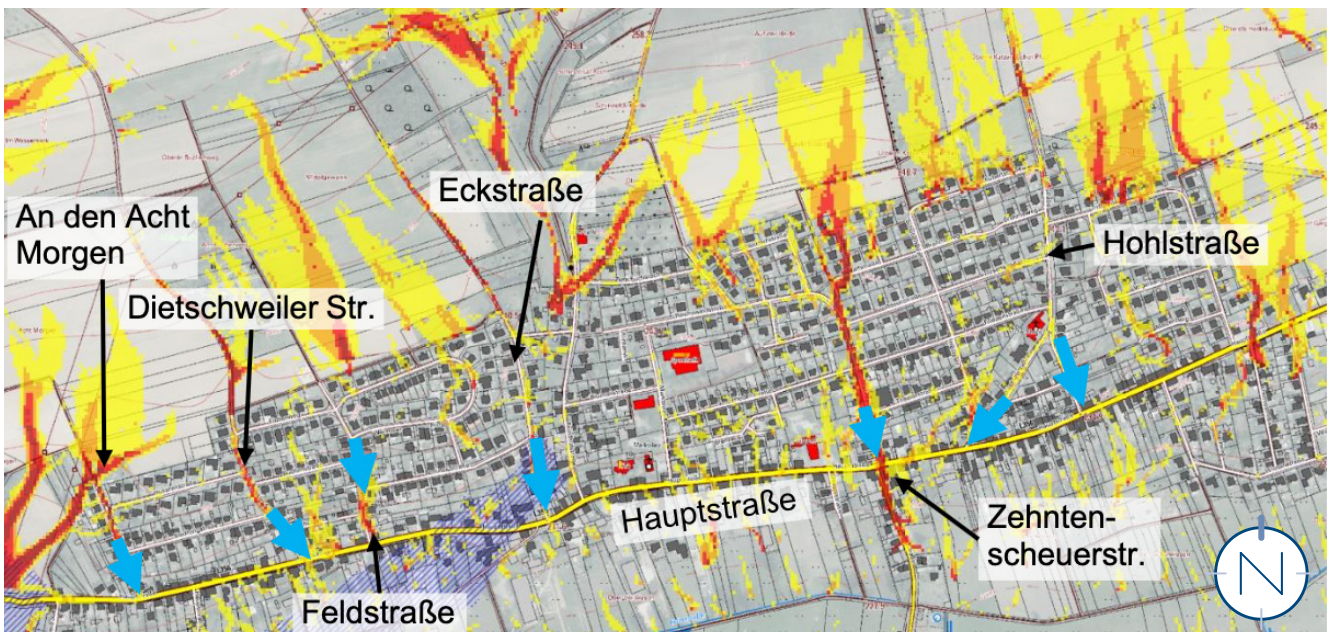 Eckstraße
An den Acht
Morgen
Hohlstraße
Dietschweiler Str.
Hauptstraße
Zehnten-
scheuerstr.
Feldstraße
N